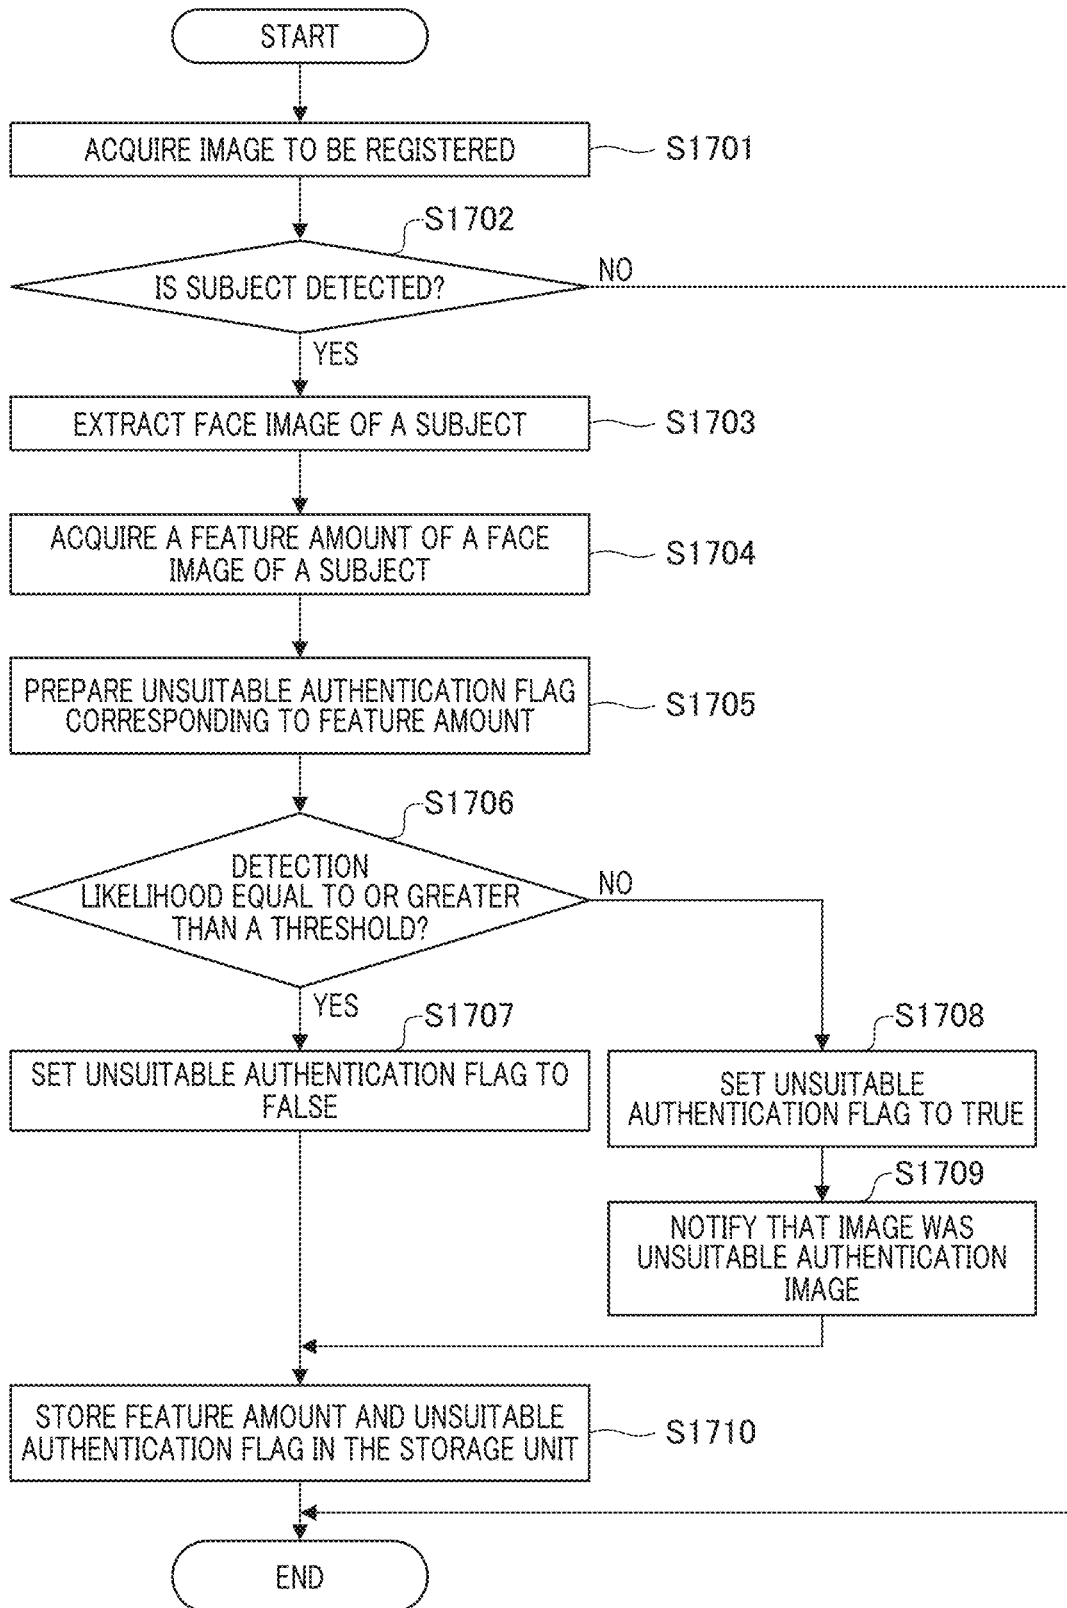 START
ACQUIRE IMAGE TO BE REGISTERED
S1701
S1702
IS SUBJECT DETECTED?
NO
YES
EXTRACT FACE IMAGE OF A SUBJECT
S1703
ACQUIRE A FEATURE AMOUNT OF A FACE
IMAGE OF A SUBJECT
S1704
PREPARE UNSUITABLE AUTHENTICATION FLAG
CORRESPONDING TO FEATURE AMOUNT
S1705
S1706
DETECTION
LIKELIHOOD EQUAL TO OR GREATER
THAN A THRESHOLD?
NO
YES
S1707
SET UNSUITABLE AUTHENTICATION FLAG TO
FALSE
S1708
SET UNSUITABLE
AUTHENTICATION FLAG TO TRUE
S1709
NOTIFY THAT IMAGE WAS
UNSUITABLE AUTHENTICATION
IMAGE
STORE FEATURE AMOUNT AND UNSUITABLE
AUTHENTICATION FLAG IN THE STORAGE UNIT
S1710
END